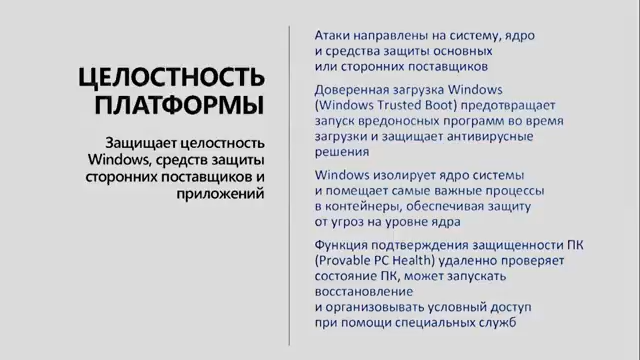 ЦЕЛОСТНОСТЬ
ПЛАТФОРМЫ
Защищает целостность
Windows, средств защиты
сторонних поставщиков и
приложений
Атаки направлены на систему, ядро
и средства защиты основных
или сторонних поставщиков
Доверенная загрузка Windows
(Windows Trusted Boot) предотвращает
запуск вредоносных программ во время
загрузки и защищает антивирусные
решения
Windows изолирует ядро системы
и помещает самые важные процессы
в контейнеры, обеспечивая защиту
от угроз на уровне ядра
Функция подтверждения защищенности ПК
(Provable PC Health) удаленно проверяет
состояние ПК, может запускать
восстановление
и организовывать условный доступ
при помощи специальных служб